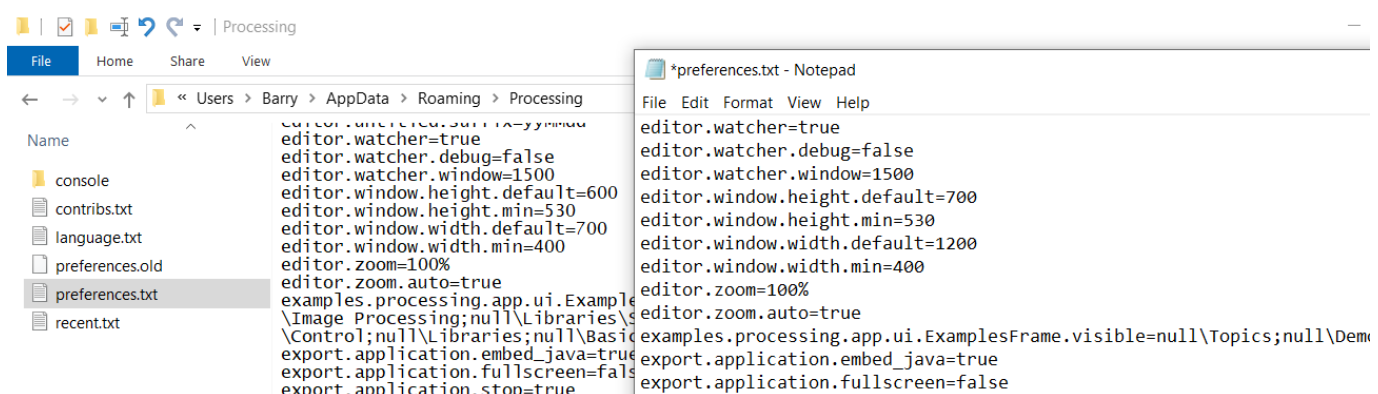 Processing
File Home Share View
« Users > Barry > AppData > Roaming > Processing
Name
console
contribs.txt
language.txt
preferences.old
preferences.txt
recent.txt
editor.untitled.suffix=yyMMdd
editor.watcher=true
editor.watcher.debug=false
editor.watcher.window=1500
editor.window.height.default=600
editor.window.height.min=530
editor.window.width.default=700
editor.window.width.min=400
editor.zoom=100%
editor.zoom.auto=true
examples.processing.app.ui.Example
\Image Processing;null\Libraries\S
\Control;null\Libraries;null\Basic
export.application.embed_java=true
export.application.fullscreen=fals
export.application.stop=true
*preferences.txt - Notepad
File Edit Format View Help
editor.watcher=true
editor.watcher.debug=false
editor.watcher.window=1500
editor.window.height.default=700
editor.window.height.min=530
editor.window.width.default=1200
editor.window.width.min=400
editor.zoom=100%
editor.zoom.auto=true
examples.processing.app.ui.ExamplesFrame.visible=null\Topics;null\Demo
export.application.embed_java=true
export.application.fullscreen=false